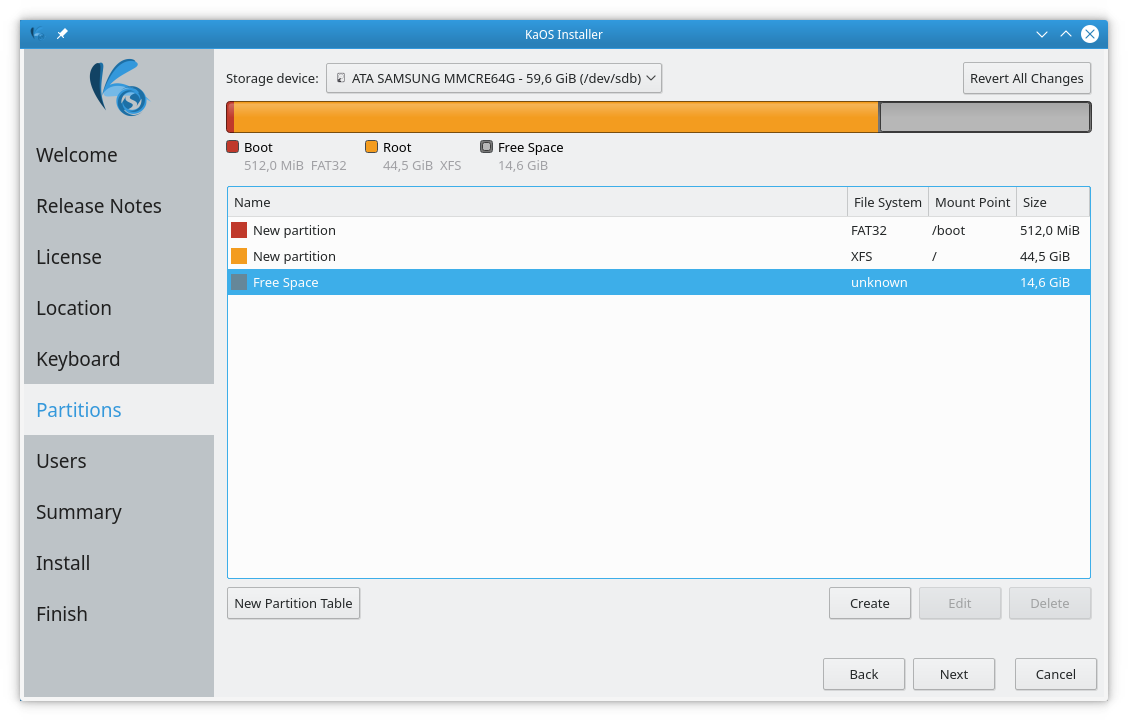 KaOS Installer
Welcome
Release Notes
License
Location
Keyboard
Partitions
Users
Summary
Install
Finish
Storage device: ATA SAMSUNG MMCRE64G - 59,6 GiB (/dev/sdb) Revert All Changes
Boot Root Free Space
512,0 MiB FAT32 44,5 GiB XFS 14,6 GiB
Name File System Mount Point Size
New partition FAT32 /boot 512,0 MiB
New partition XFS / 44,5 GiB
Free Space unknown 14,6 GiB
New Partition Table Create Edit Delete
Back Next Cancel